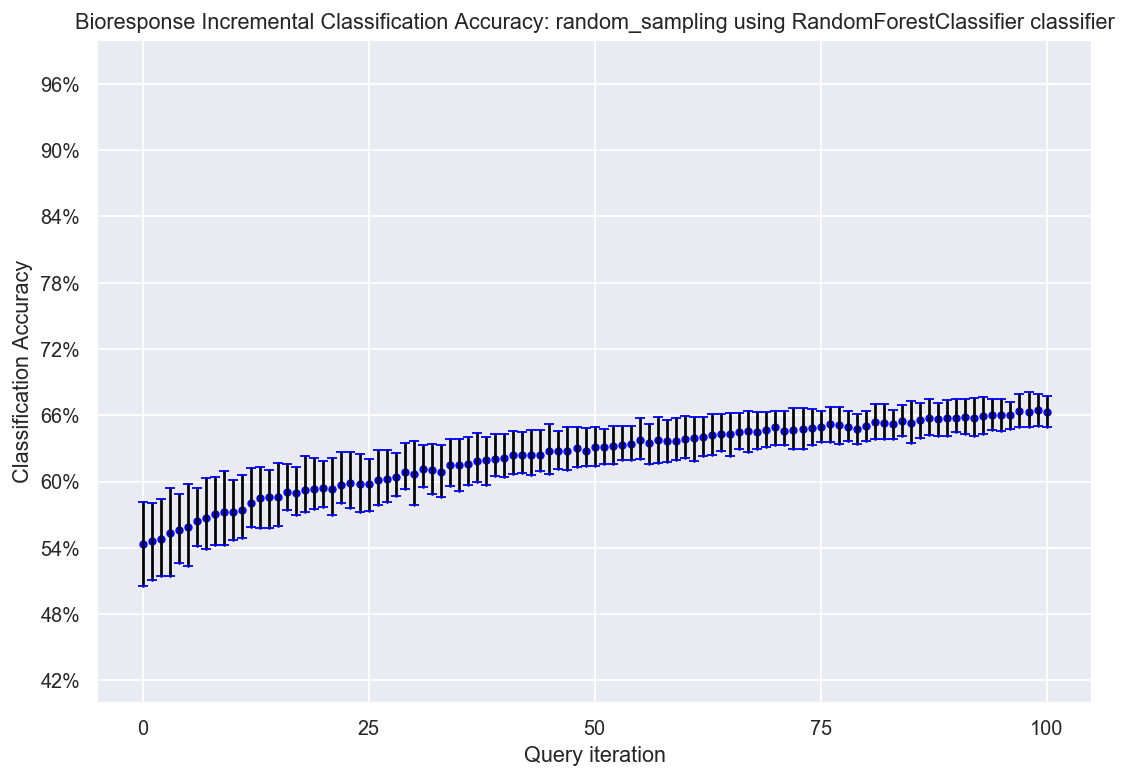 Bioresponse Incremental Classification Accuracy: random_sampling using RandomForestClassifier classifier
96%
90%
84%
78%
72%
66%
60%
54%
48%
42%
Classification Accuracy
0 25 50 75 100
Query iteration